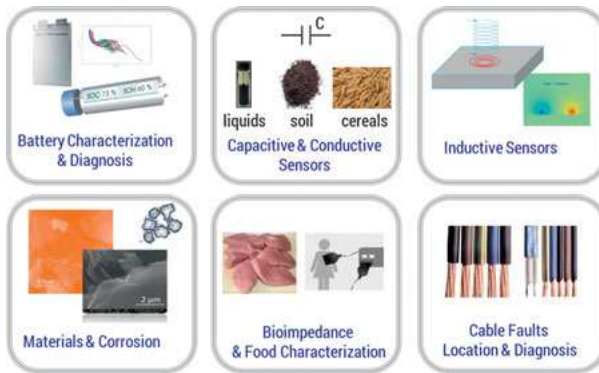 SOC 73 % SOH 60 %
Battery Characterization
& Diagnosis
C
liquids soil cereals
Capacitive & Conductive
Sensors
Inductive Sensors
2 µm
Materials & Corrosion
Bioimpedance
& Food Characterization
Cable Faults
Location & Diagnosis